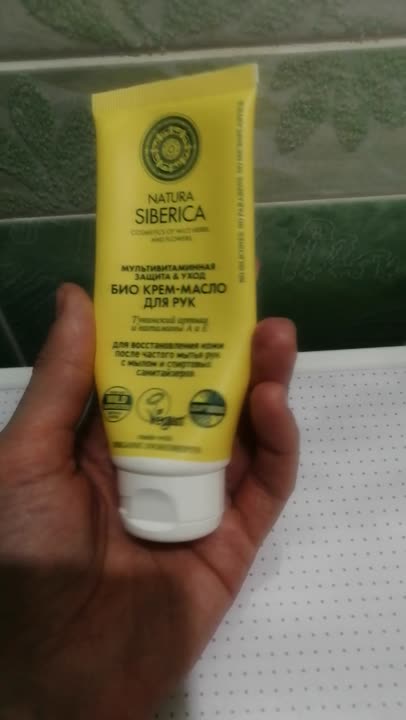 NATURA
SIBERICA
COSMETICS OF WILD HERBS
AND FLOWERS
МУЛЬТИВИТАМИННАЯ
ЗАЩИТА & УХОД
БИО КРЕМ-МАСЛО
ДЛЯ РУК
Тувинский артыш
и витамины А и Е
для восстановления кожи
после частого мытья рук
с мылом и спиртовых
санитайзеров
Vegan